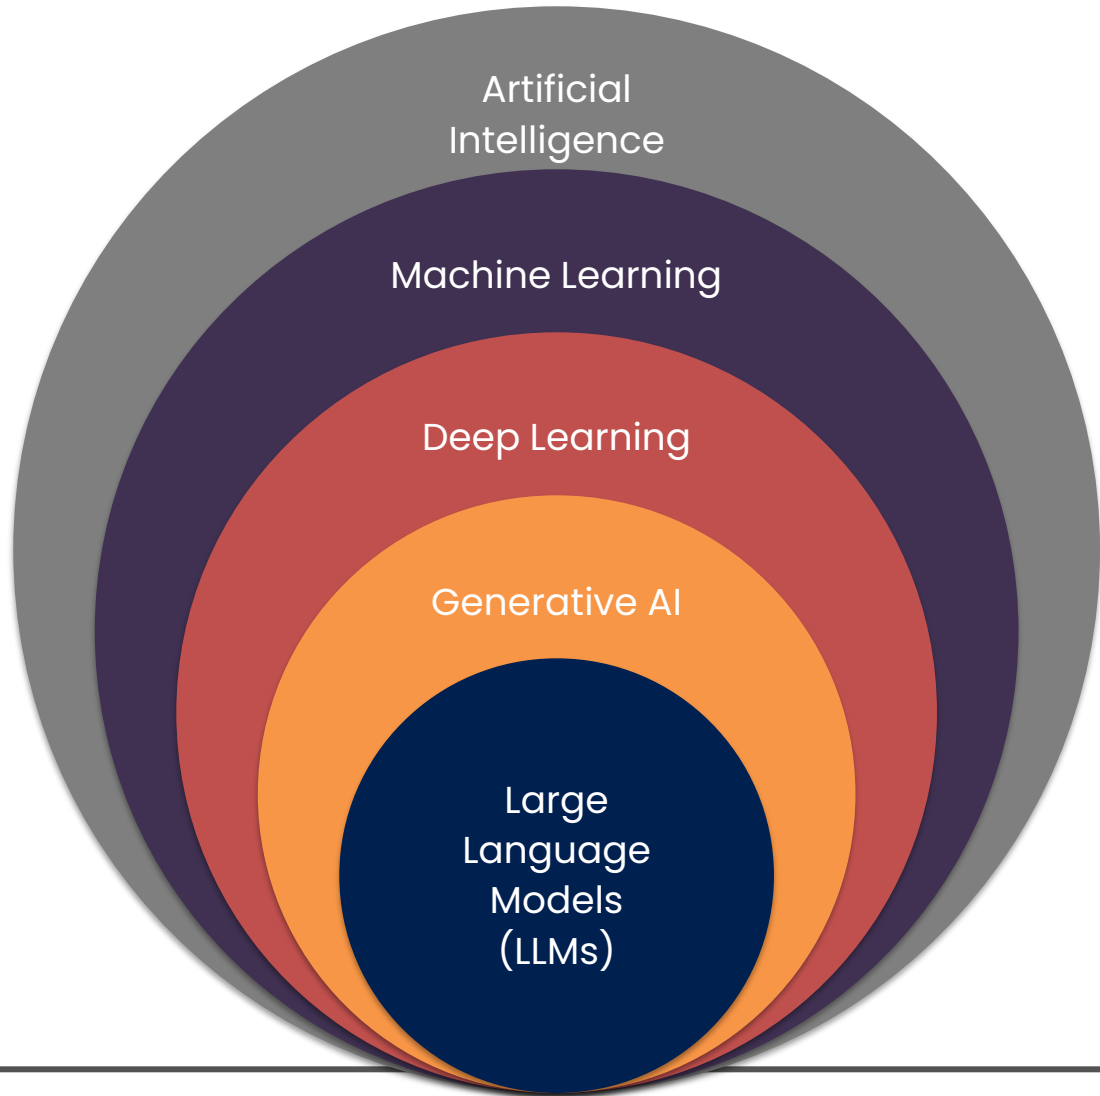 Artificial
Intelligence
Machine Learning
Deep Learning
Generative AI
Large
Language
Models
(LLMs)